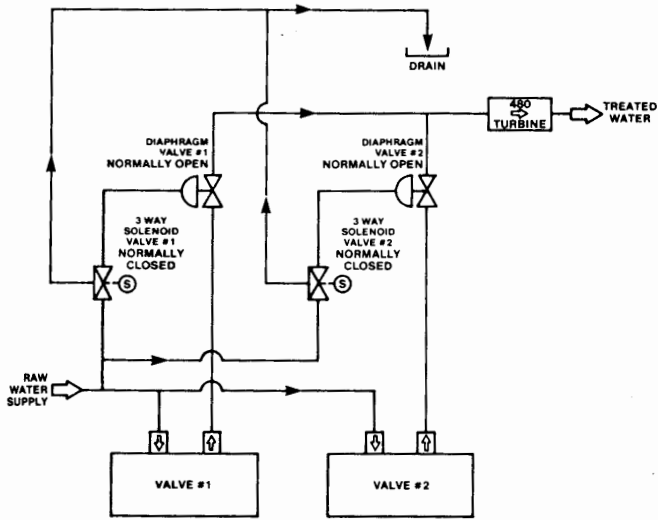 DRAIN
480
TURBINE
TREATED
WATER
DIAPHRAGM
VALVE #1
NORMALLY OPEN
DIAPHRAGM
VALVE #2
NORMALLY OPEN
3 WAY
SOLENOID
VALVE #1
NORMALLY
CLOSED
S
3 WAY
SOLENOID
VALVE #2
NORMALLY
CLOSED
S
RAW
WATER
SUPPLY
VALVE #1
VALVE #2